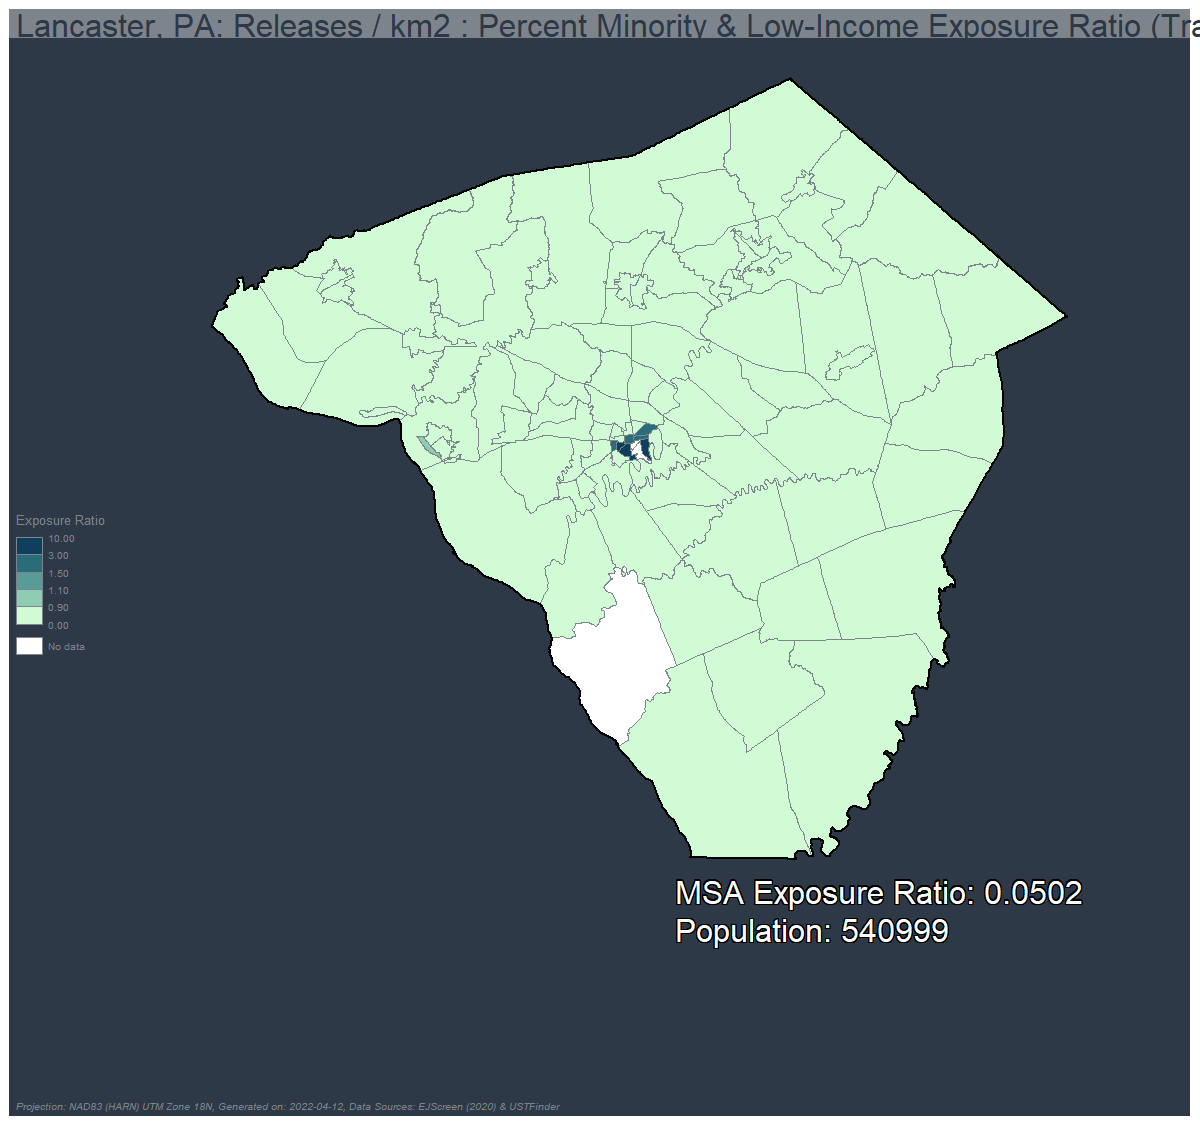 Lancaster, PA: Releases / km2 : Percent Minority & Low-Income Exposure Ratio (Tra
Exposure Ratio
10.00
3.00
1.50
1.10
0.90
0.00
No data
MSA Exposure Ratio: 0.0502
Population: 540999
Projection: NAD83 (HARN) UTM Zone 18N, Generated on: 2022-04-12, Data Sources: EJScreen (2020) & USTFinder